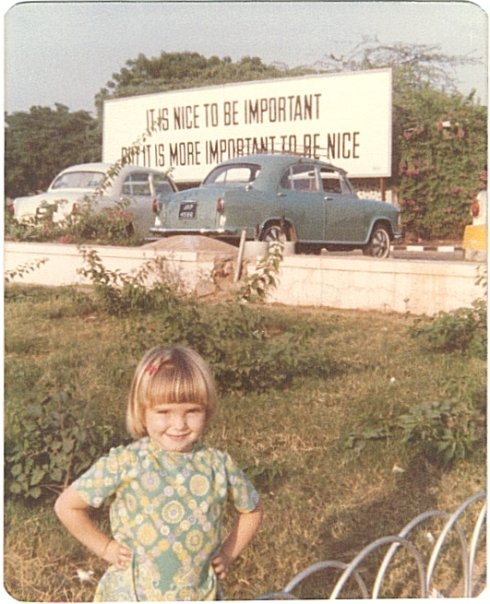 IT IS NICE TO BE IMPORTANT
BUT IT IS MORE IMPORTANT TO BE NICE